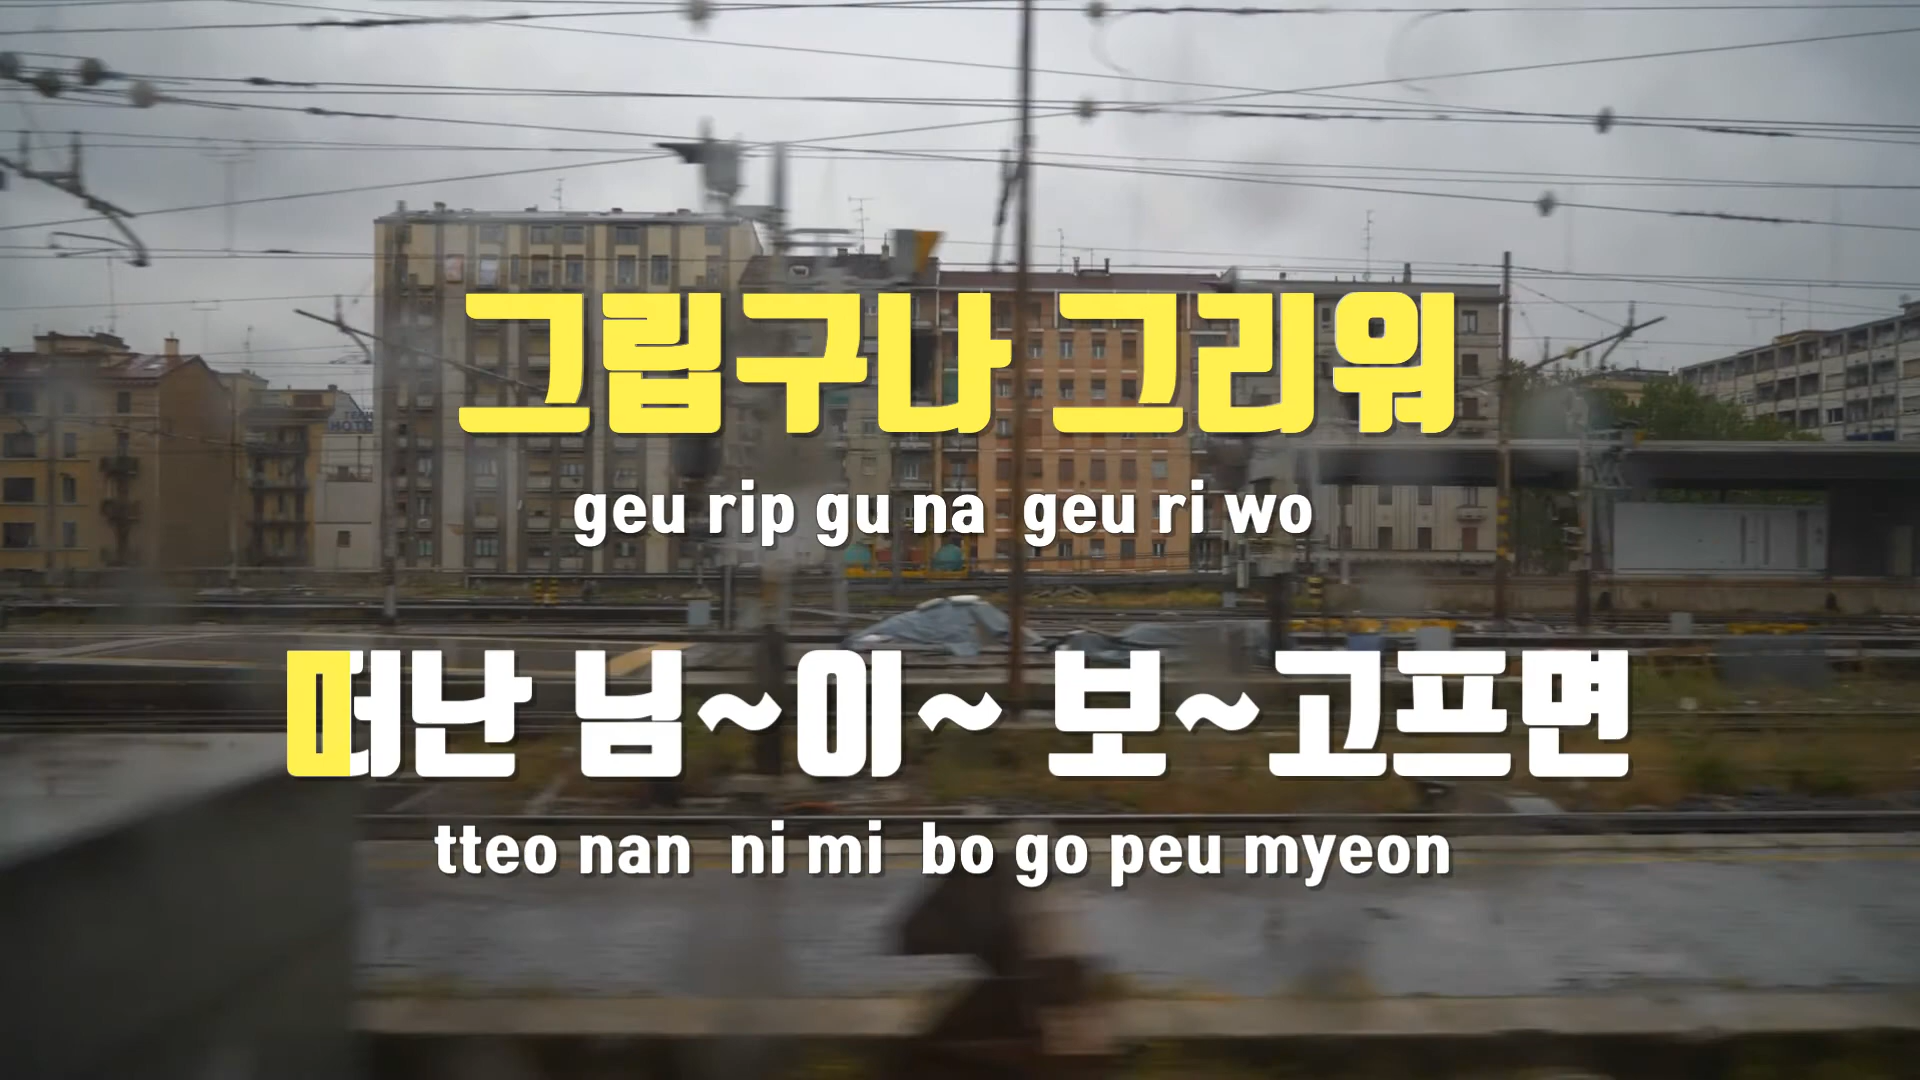 그립구나 그리워
geu rip gu na geu ri wo
떠난 님~이~ 보~고프면
tteo nan ni mi bo go peu myeon